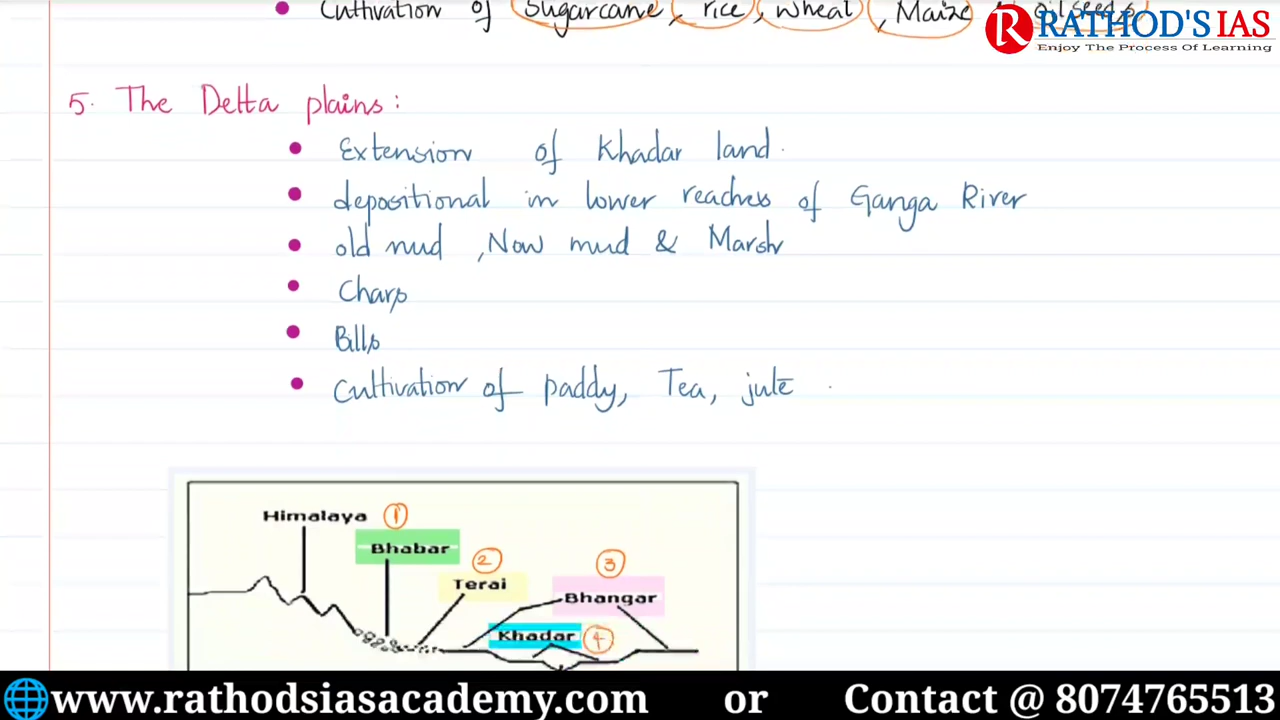 Cultivation of Sugarcane, rice, wheat, Maize oilseeds
RATHOD'S IAS
Enjoy The Process Of Learning
5. The Delta plains:
Extension of Khadar land.
depositional in lower reaches of Ganga River
old mud, New mud & Marsh
Chars
Bills
Cultivation of paddy, Tea, jute.
Himalaya 1
Bhabar
2
Terai
3
Bhangar
Khadar 4
www.rathodsiasacademy.com or Contact @ 8074765513